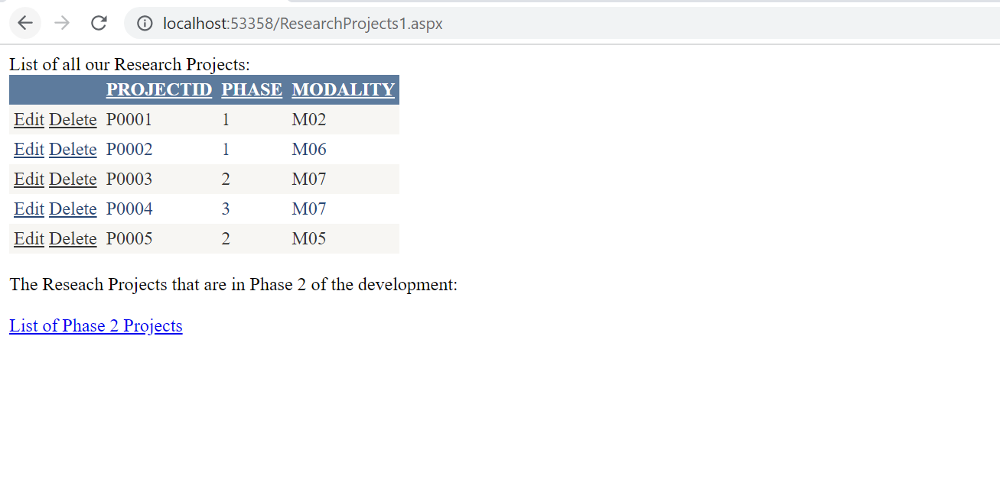 localhost:53358/ResearchProjects1.aspx
List of all our Research Projects:
PROJECTID PHASE MODALITY
Edit Delete P0001 1 M02
Edit Delete P0002 1 M06
Edit Delete P0003 2 M07
Edit Delete P0004 3 M07
Edit Delete P0005 2 M05
The Reseach Projects that are in Phase 2 of the development:
List of Phase 2 Projects